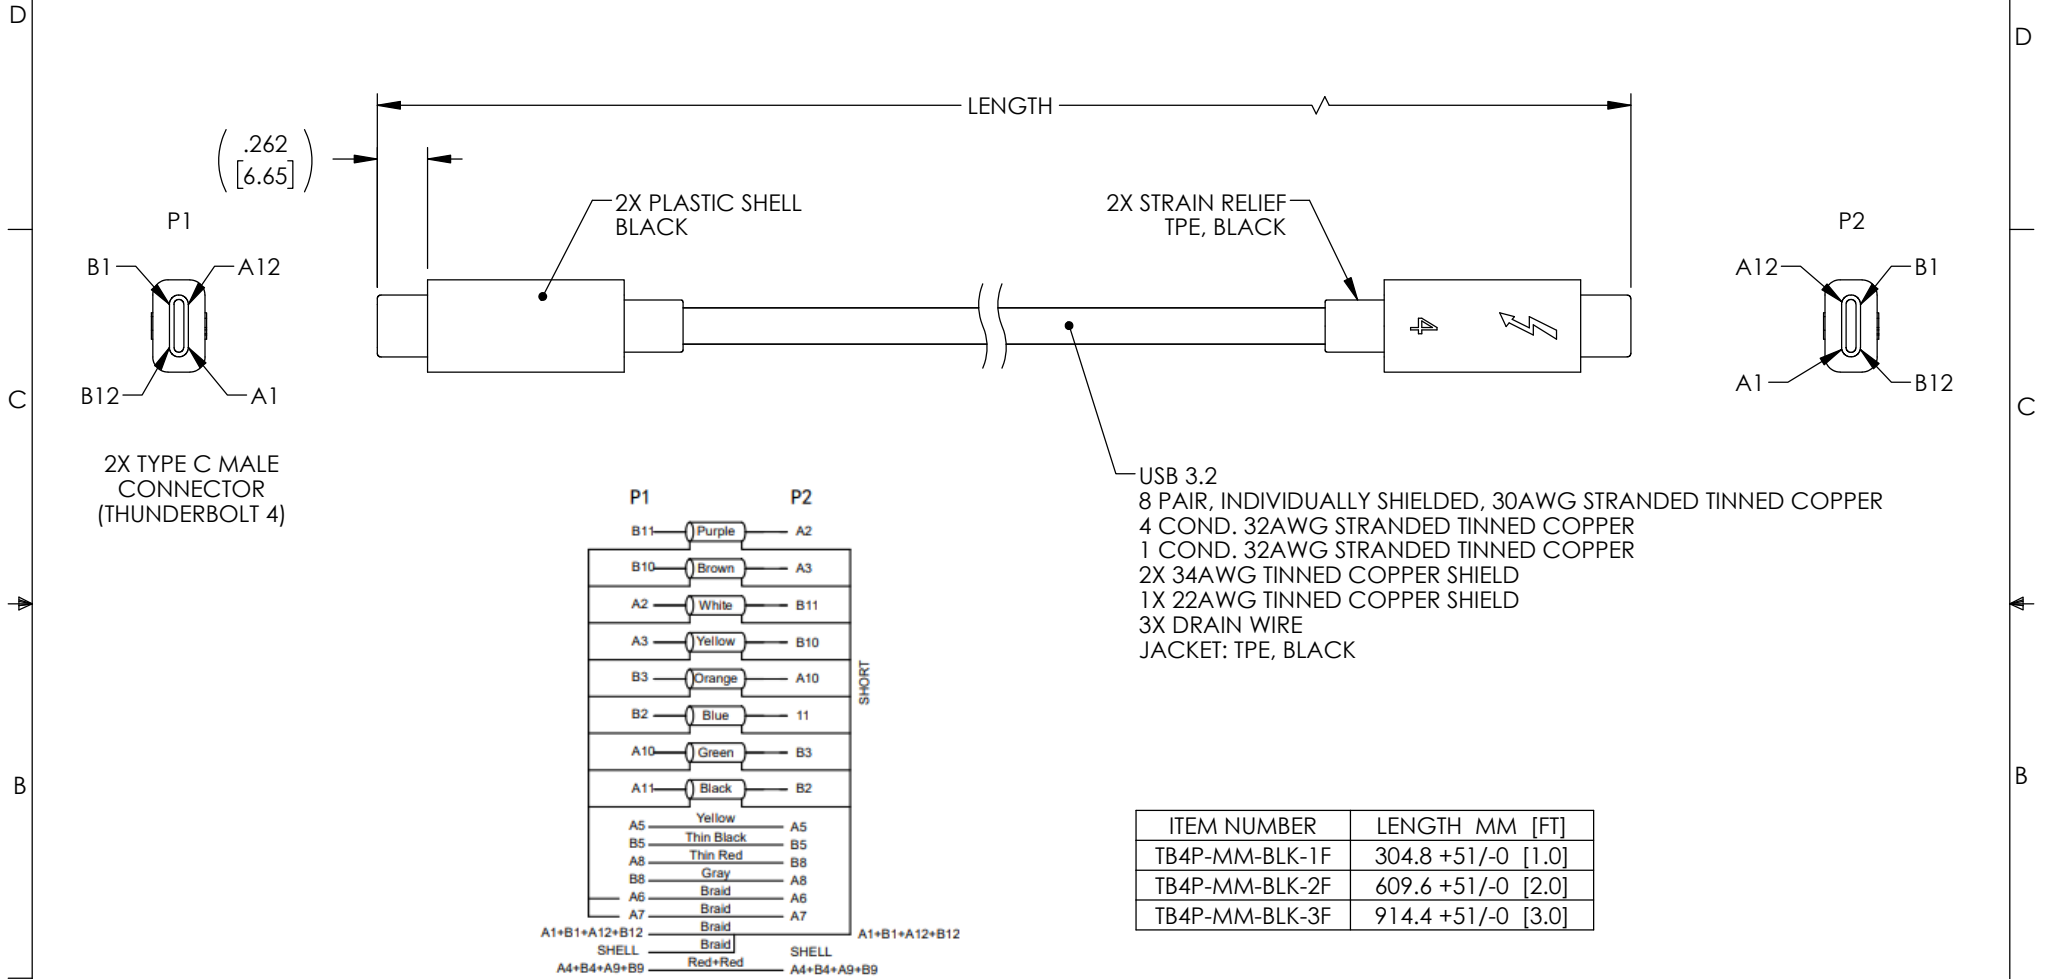 D
D
LENGTH
.262
[6.65]
2X PLASTIC SHELL
BLACK
2X STRAIN RELIEF
TPE, BLACK
P1
P2
B1
A12
A12
B1
4
B12
A1
A1
B12
C
C
2X TYPE C MALE
CONNECTOR
(THUNDERBOLT 4)
USB 3.2
8 PAIR, INDIVIDUALLY SHIELDED, 30AWG STRANDED TINNED COPPER
4 COND. 32AWG STRANDED TINNED COPPER
1 COND. 32AWG STRANDED TINNED COPPER
2X 34AWG TINNED COPPER SHIELD
1X 22AWG TINNED COPPER SHIELD
3X DRAIN WIRE
JACKET: TPE, BLACK
P1 P2
B11 Purple A2
B10 Brown A3
A2 White B11
A3 Yellow B10
B3 Orange A10
B2 Blue 11
A10 Green B3
A11 Black B2
SHORT
A5 Yellow A5
B5 Thin Black B5
A8 Thin Red B8
B8 Gray A8
A6 Braid A6
A7 Braid A7
A1+B1+A12+B12 Braid A1+B1+A12+B12
SHELL Braid SHELL
A4+B4+A9+B9 Red+Red A4+B4+A9+B9
B
B
ITEM NUMBER LENGTH MM [FT]
TB4P-MM-BLK-1F 304.8 +51/-0 [1.0]
TB4P-MM-BLK-2F 609.6 +51/-0 [2.0]
TB4P-MM-BLK-3F 914.4 +51/-0 [3.0]